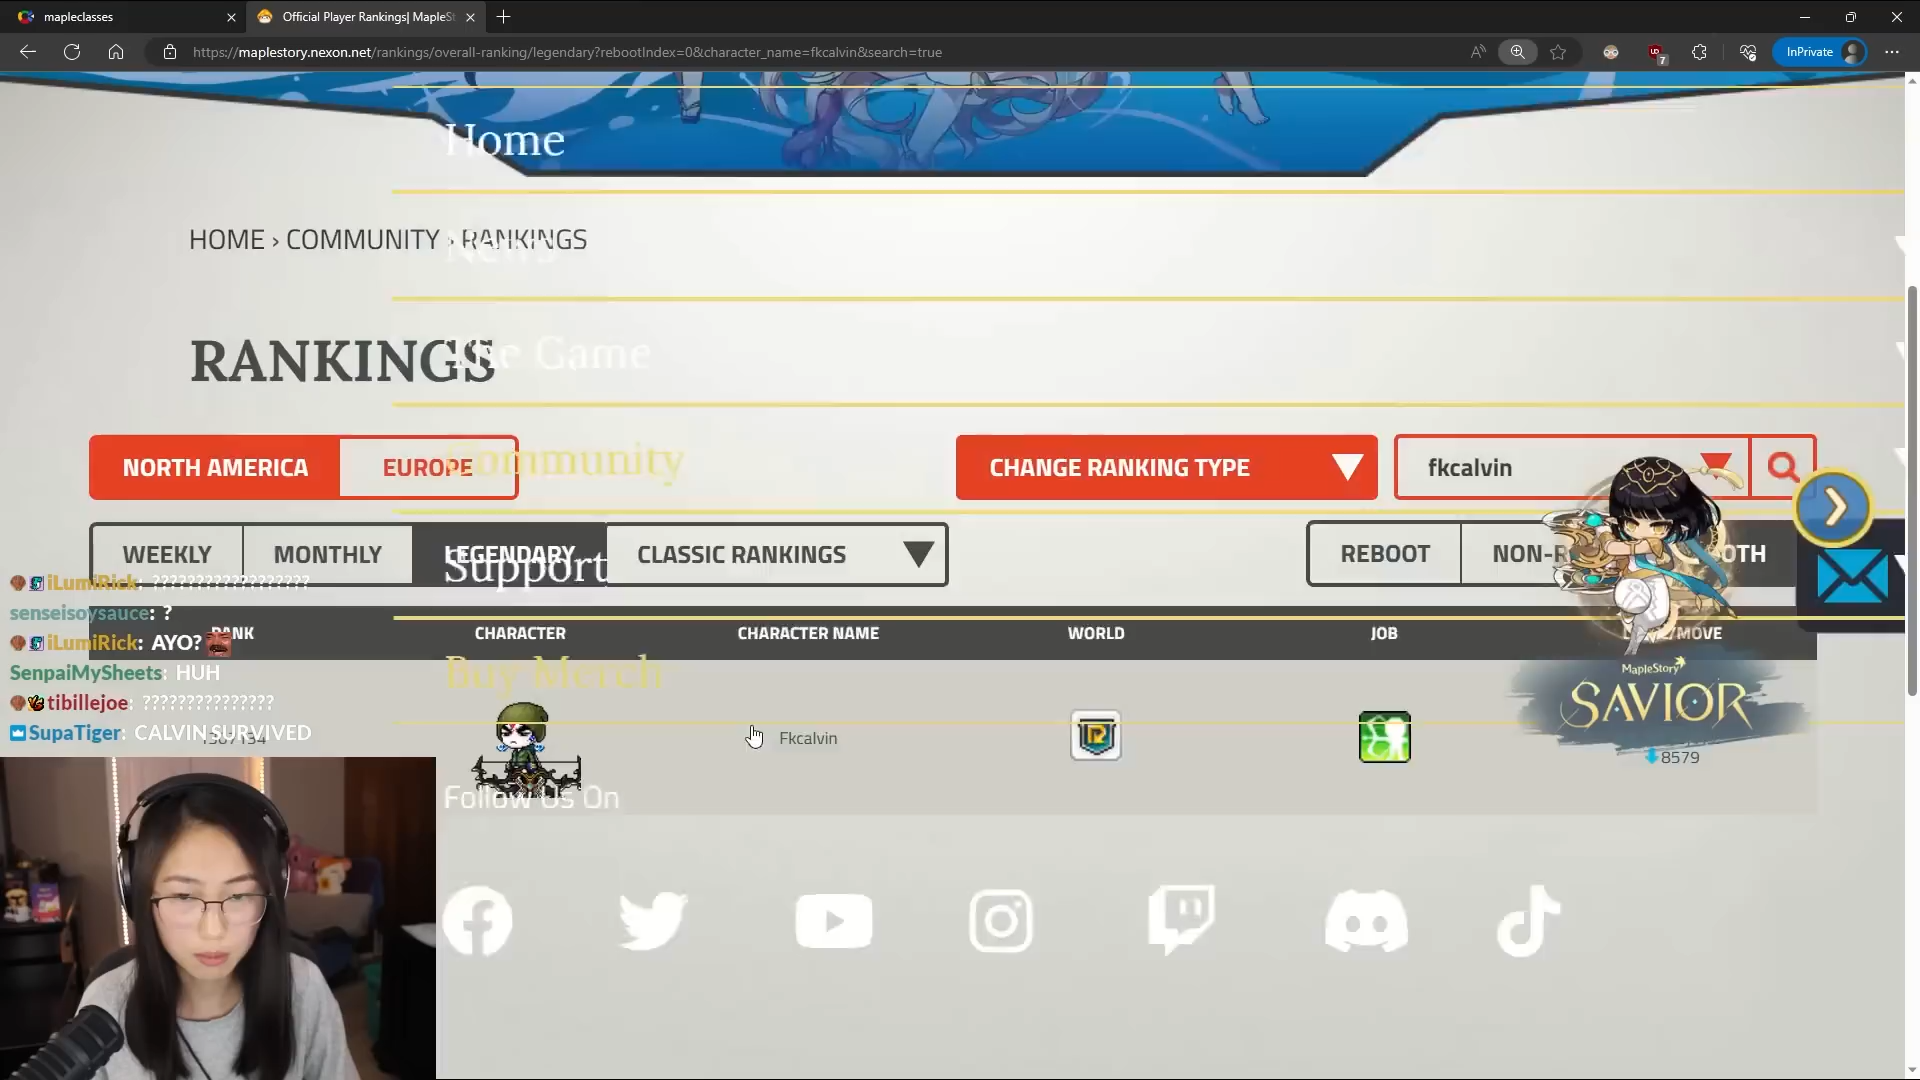 mapleclasses
Official Player Rankings| MapleSt
https://maplestory.nexon.net/rankings/overall-ranking/legendary?rebootIndex=0&character_name=fkcalvin&search=true
InPrivate
7
Home
HOME › COMMUNITY › RANKINGS
News
RANKINGS
The Game
NORTH AMERICA
EUROPE
Community
CHANGE RANKING TYPE
fkcalvin
WEEKLY
MONTHLY
LEGENDARY
Support
CLASSIC RANKINGS
REBOOT
iLumiRick: ??????????????????
senseisoysauce: ?
iLumiRick: AYO?
SenpaiMySheets: HUH
tibillejoe: ???????????????
SupaTiger: CALVIN SURVIVED
CHARACTER
CHARACTER NAME
WORLD
JOB
Buy Merch
MapleStory
SAVIOR
Fkcalvin
8579
Follow Us On